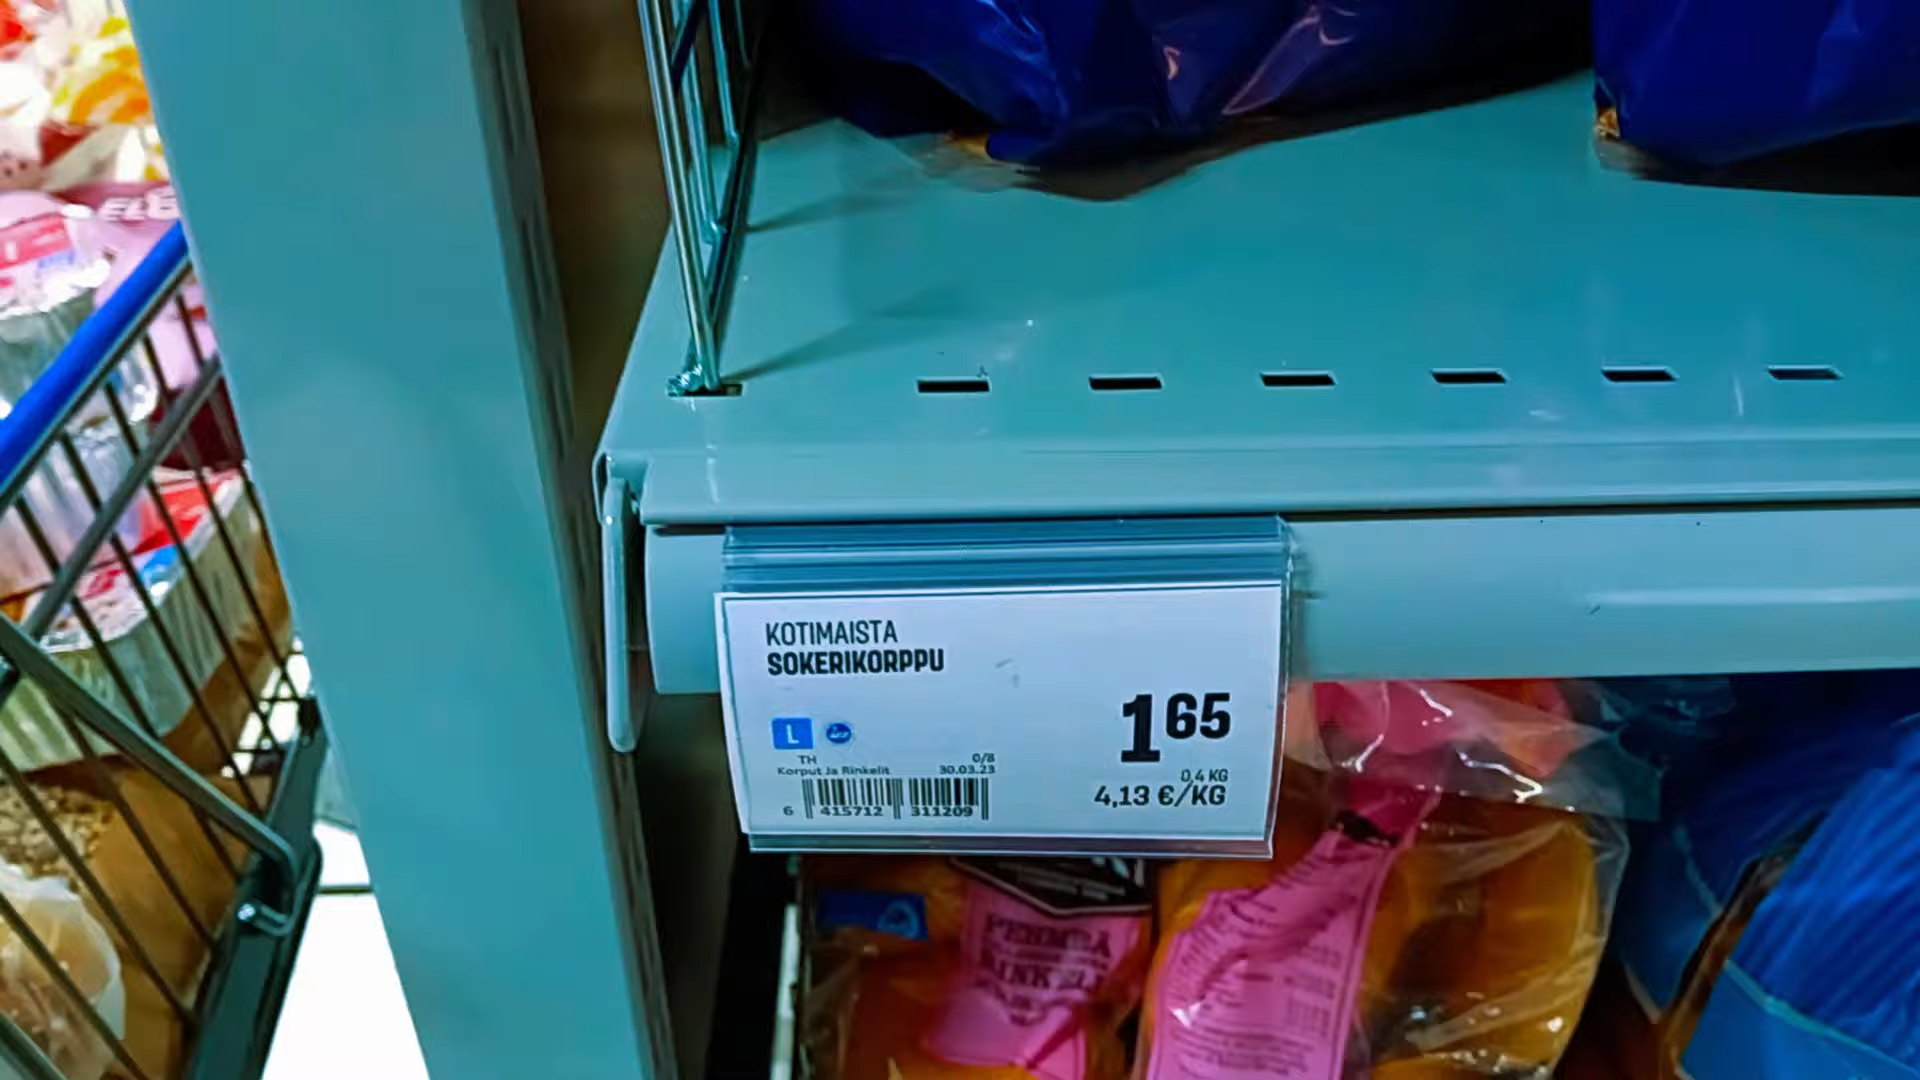 KOTIMAISTA
SOKERIKORPPU
1 65
L
TH 0/8
Korput Ja Rinkelit 30.03.23
0,4 KG
4,13 €/KG
6 415712 311209